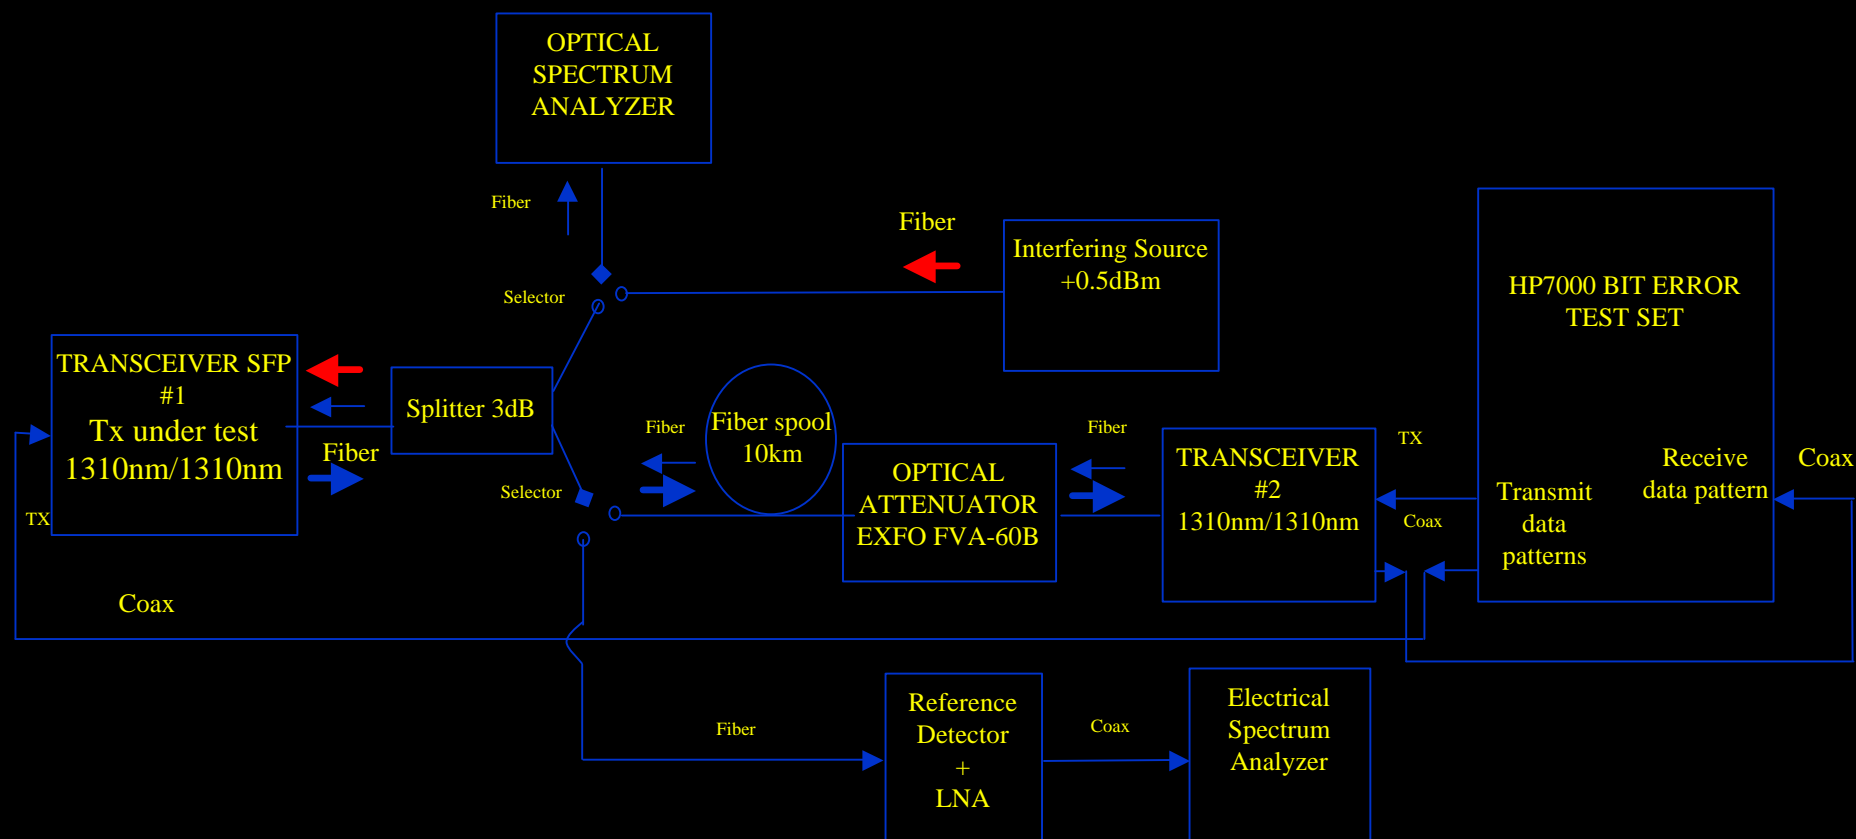 OPTICAL
SPECTRUM
ANALYZER
Fiber
Selector
Fiber
Interfering Source
+0.5dBm
HP7000 BIT ERROR
TEST SET
TRANSCEIVER SFP
#1
Tx under test
1310nm/1310nm
TX
Splitter 3dB
Fiber
Selector
Fiber
Fiber spool
10km
OPTICAL
ATTENUATOR
EXFO FVA-60B
Fiber
TRANSCEIVER
#2
1310nm/1310nm
TX
Coax
Transmit
data
patterns
Receive
data pattern
Coax
Coax
Fiber
Reference
Detector
+
LNA
Coax
Electrical
Spectrum
Analyzer